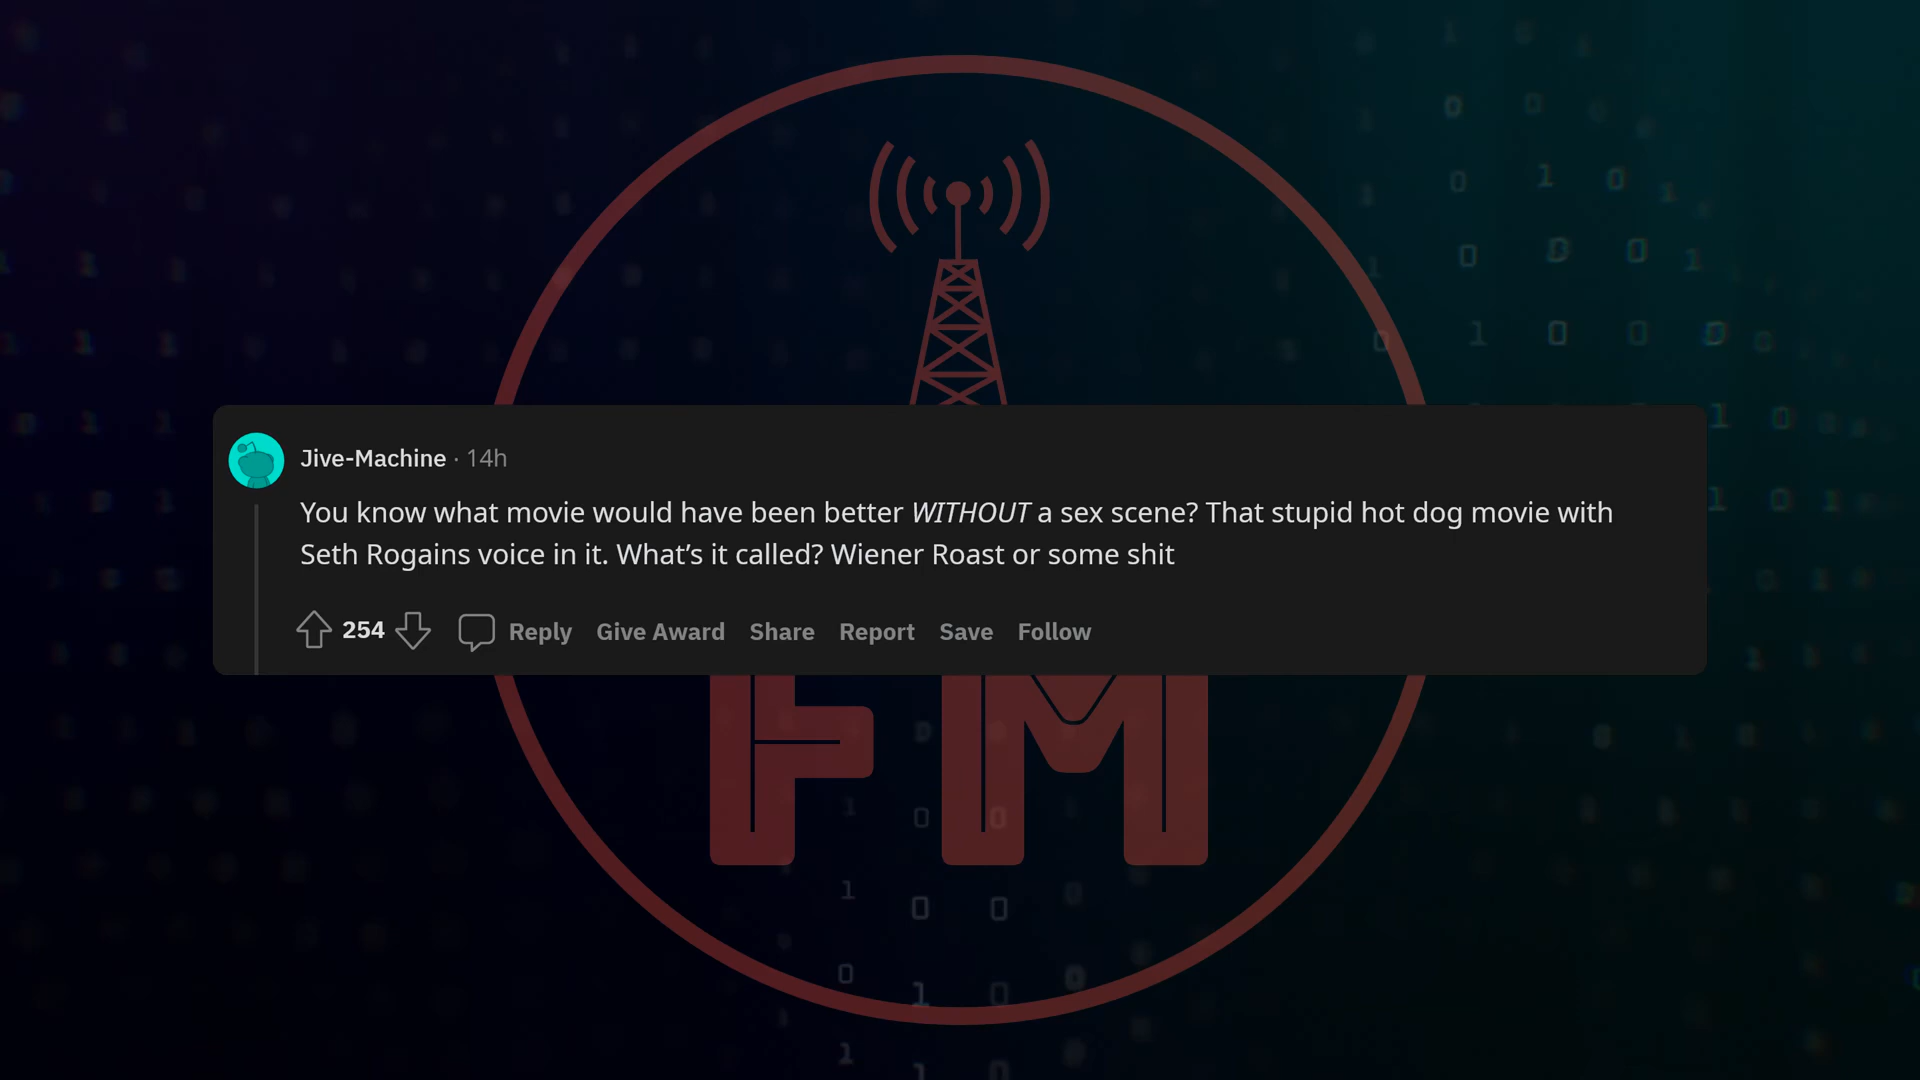 Jive-Machine · 14h
You know what movie would have been better WITHOUT a sex scene? That stupid hot dog movie with
Seth Rogains voice in it. What’s it called? Wiener Roast or some shit
254 Reply Give Award Share Report Save Follow
FM